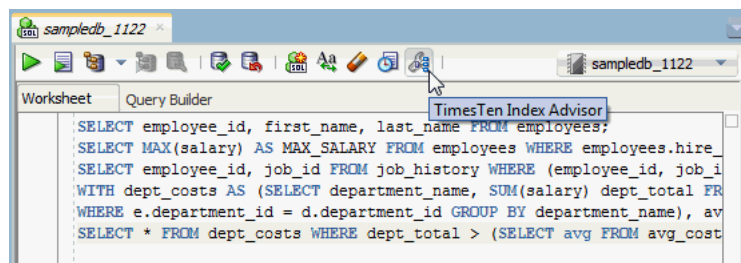 sampledb_1122
sampledb_1122
Worksheet Query Builder
TimesTen Index Advisor
SELECT employee_id, first_name, last_name FROM employees;
SELECT MAX(salary) AS MAX_SALARY FROM employees WHERE employees.hire_
SELECT employee_id, job_id FROM job_history WHERE (employee_id, job_i
WITH dept_costs AS (SELECT department_name, SUM(salary) dept_total FR
WHERE e.department_id = d.department_id GROUP BY department_name), av
SELECT * FROM dept_costs WHERE dept_total > (SELECT avg FROM avg_cost